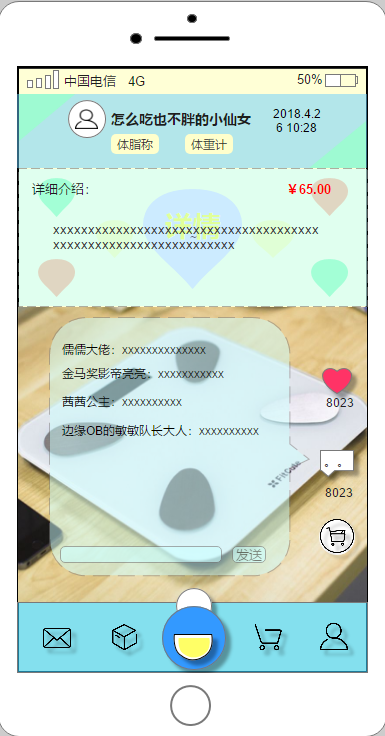 中国电信 4G 50%
怎么吃也不胖的小仙女 2018.4.2
6 10:28
体脂称 体重计
详细介绍： ￥65.00
详情
xxxxxxxxxxxxxxxxxxxxxxxxxxxxxxxxxxxxxx
~
xxxxxxxxxxxxxxxxxxxxxxxxxx
儒儒大佬：xxxxxxxxxxxxxx
金马奖影帝亮亮：xxxxxxxxxxx
茜茜公主：xxxxxxxxxx
8023
边缘OB的敏敏队长大人：xxxxxxxxxx
FitCube
8023
发送